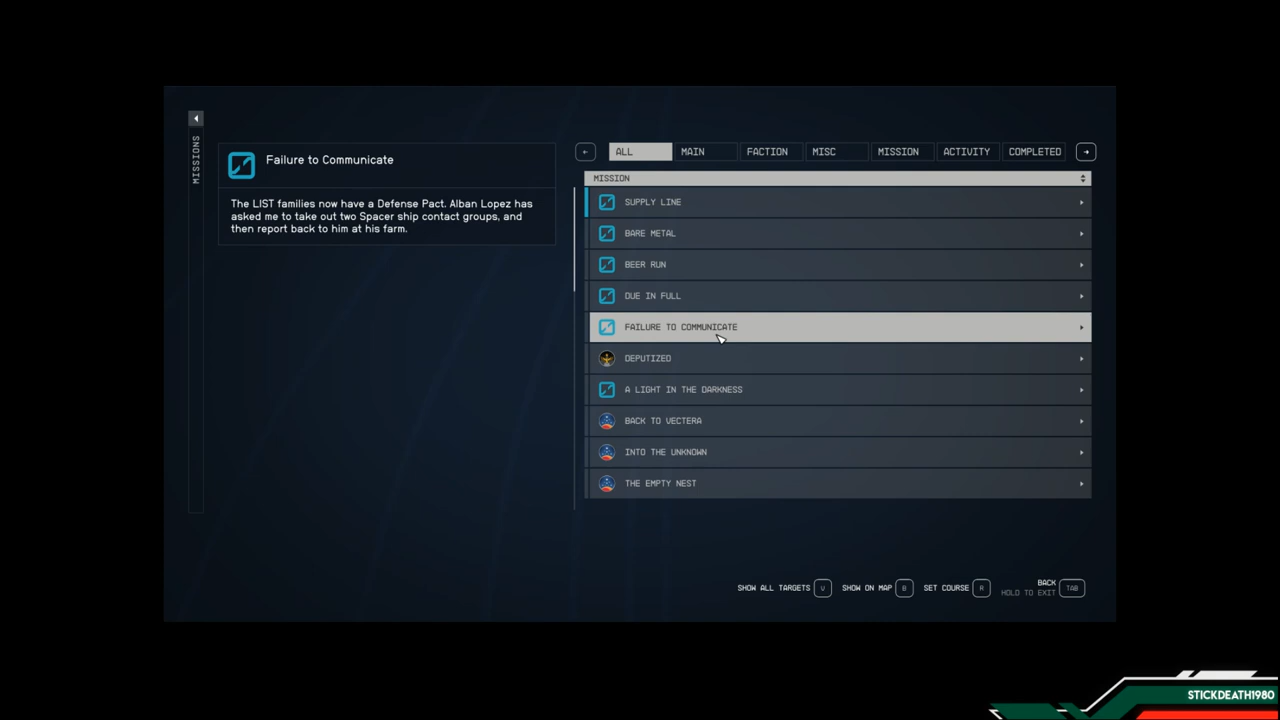 MISSIONS
Failure to Communicate
The LIST families now have a Defense Pact. Alban Lopez has
asked me to take out two Spacer ship contact groups, and
then report back to him at his farm.
ALL MAIN FACTION MISC MISSION ACTIVITY COMPLETED
MISSION
SUPPLY LINE
BARE METAL
BEER RUN
DUE IN FULL
FAILURE TO COMMUNICATE
DEPUTIZED
A LIGHT IN THE DARKNESS
BACK TO VECTERA
INTO THE UNKNOWN
THE EMPTY NEST
SHOW ALL TARGETS V SHOW ON MAP B SET COURSE R BACK TAB
HOLD TO EXIT
STICKDEATH1980